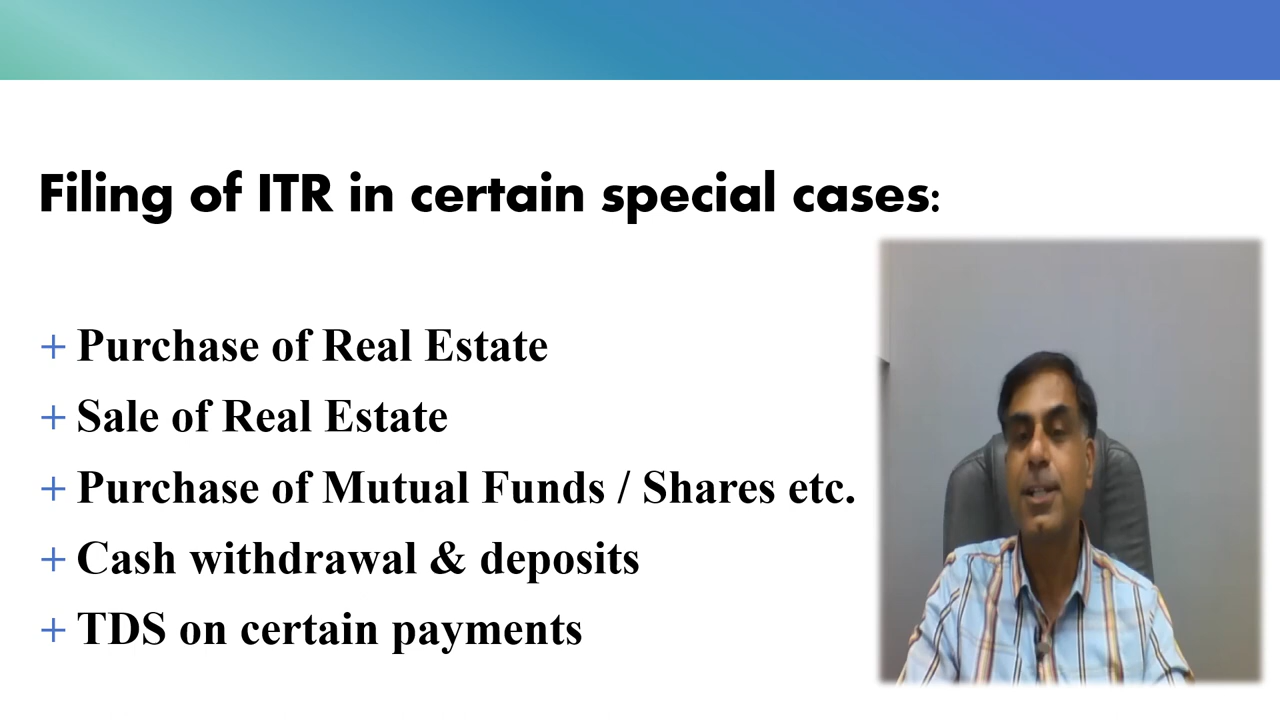 Filing of ITR in certain special cases:
+ Purchase of Real Estate
+ Sale of Real Estate
+ Purchase of Mutual Funds / Shares etc.
+ Cash withdrawal & deposits
+ TDS on certain payments